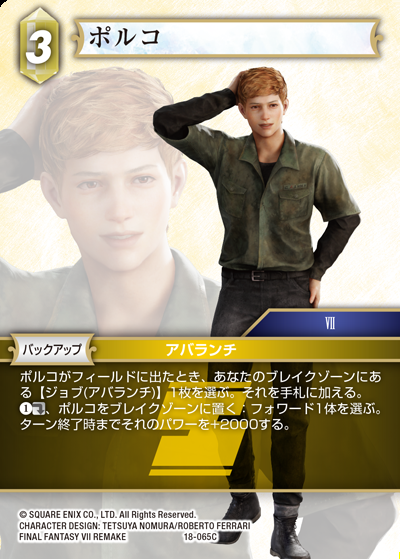 3
ポルコ
VII
バックアップ
アバランチ
ポルコがフィールドに出たとき、あなたのブレイクゾーンにあ
る【ジョブ(アバランチ)】1枚を選ぶ。それを手札に加える。
❶、ポルコをブレイクゾーンに置く：フォワード1体を選ぶ。
ターン終了時までそれのパワーを+2000する。
© SQUARE ENIX CO., LTD. All Rights Reserved.
CHARACTER DESIGN: TETSUYA NOMURA/ROBERTO FERRARI
FINAL FANTASY VII REMAKE 18-065C